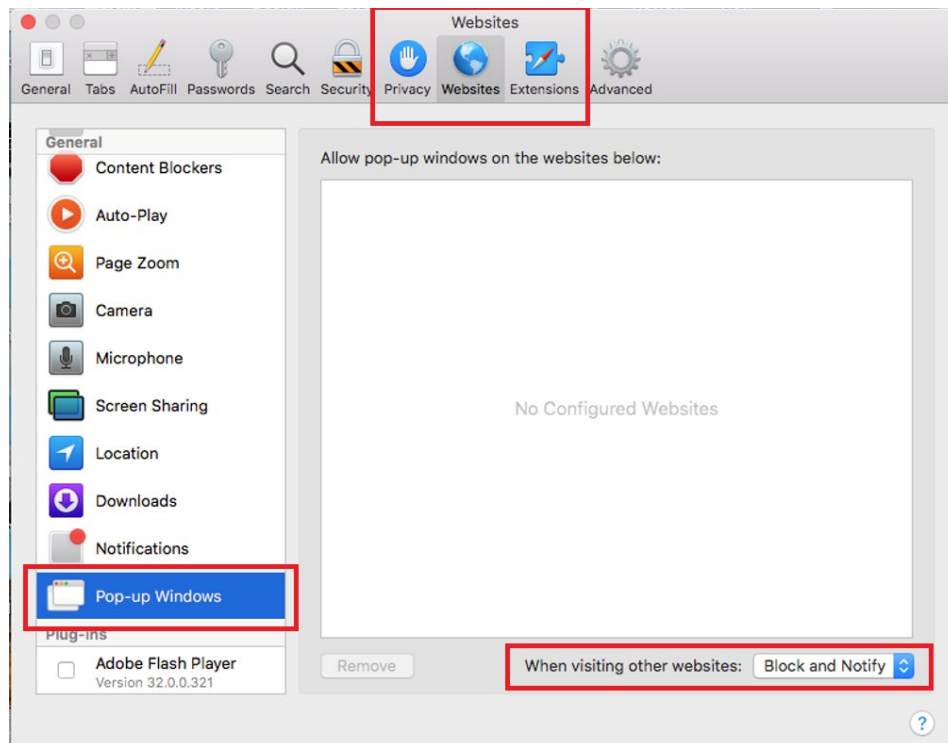 Websites
General Tabs AutoFill Passwords Search Security Privacy Websites Extensions Advanced
General
Content Blockers
Auto-Play
Page Zoom
Camera
Microphone
Screen Sharing
Location
Downloads
Notifications
Pop-up Windows
Plug-ins
Adobe Flash Player
Version 32.0.0.321
Allow pop-up windows on the websites below:
No Configured Websites
Remove
When visiting other websites: Block and Notify
?